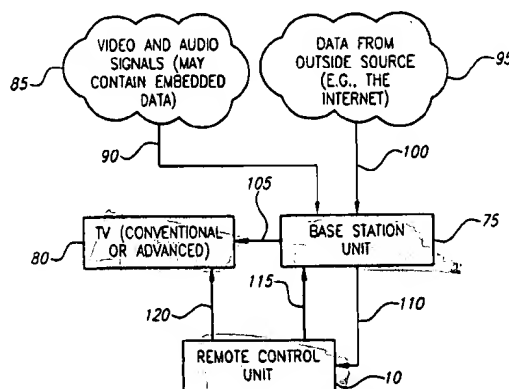 VIDEO AND AUDIO
SIGNALS (MAY
CONTAIN EMBEDDED
DATA)
85
DATA FROM
OUTSIDE SOURCE
(E.G., THE
INTERNET)
95
90
100
105
TV (CONVENTIONAL
OR ADVANCED)
80
BASE STATION
UNIT
75
120
115
110
REMOTE CONTROL
UNIT
10